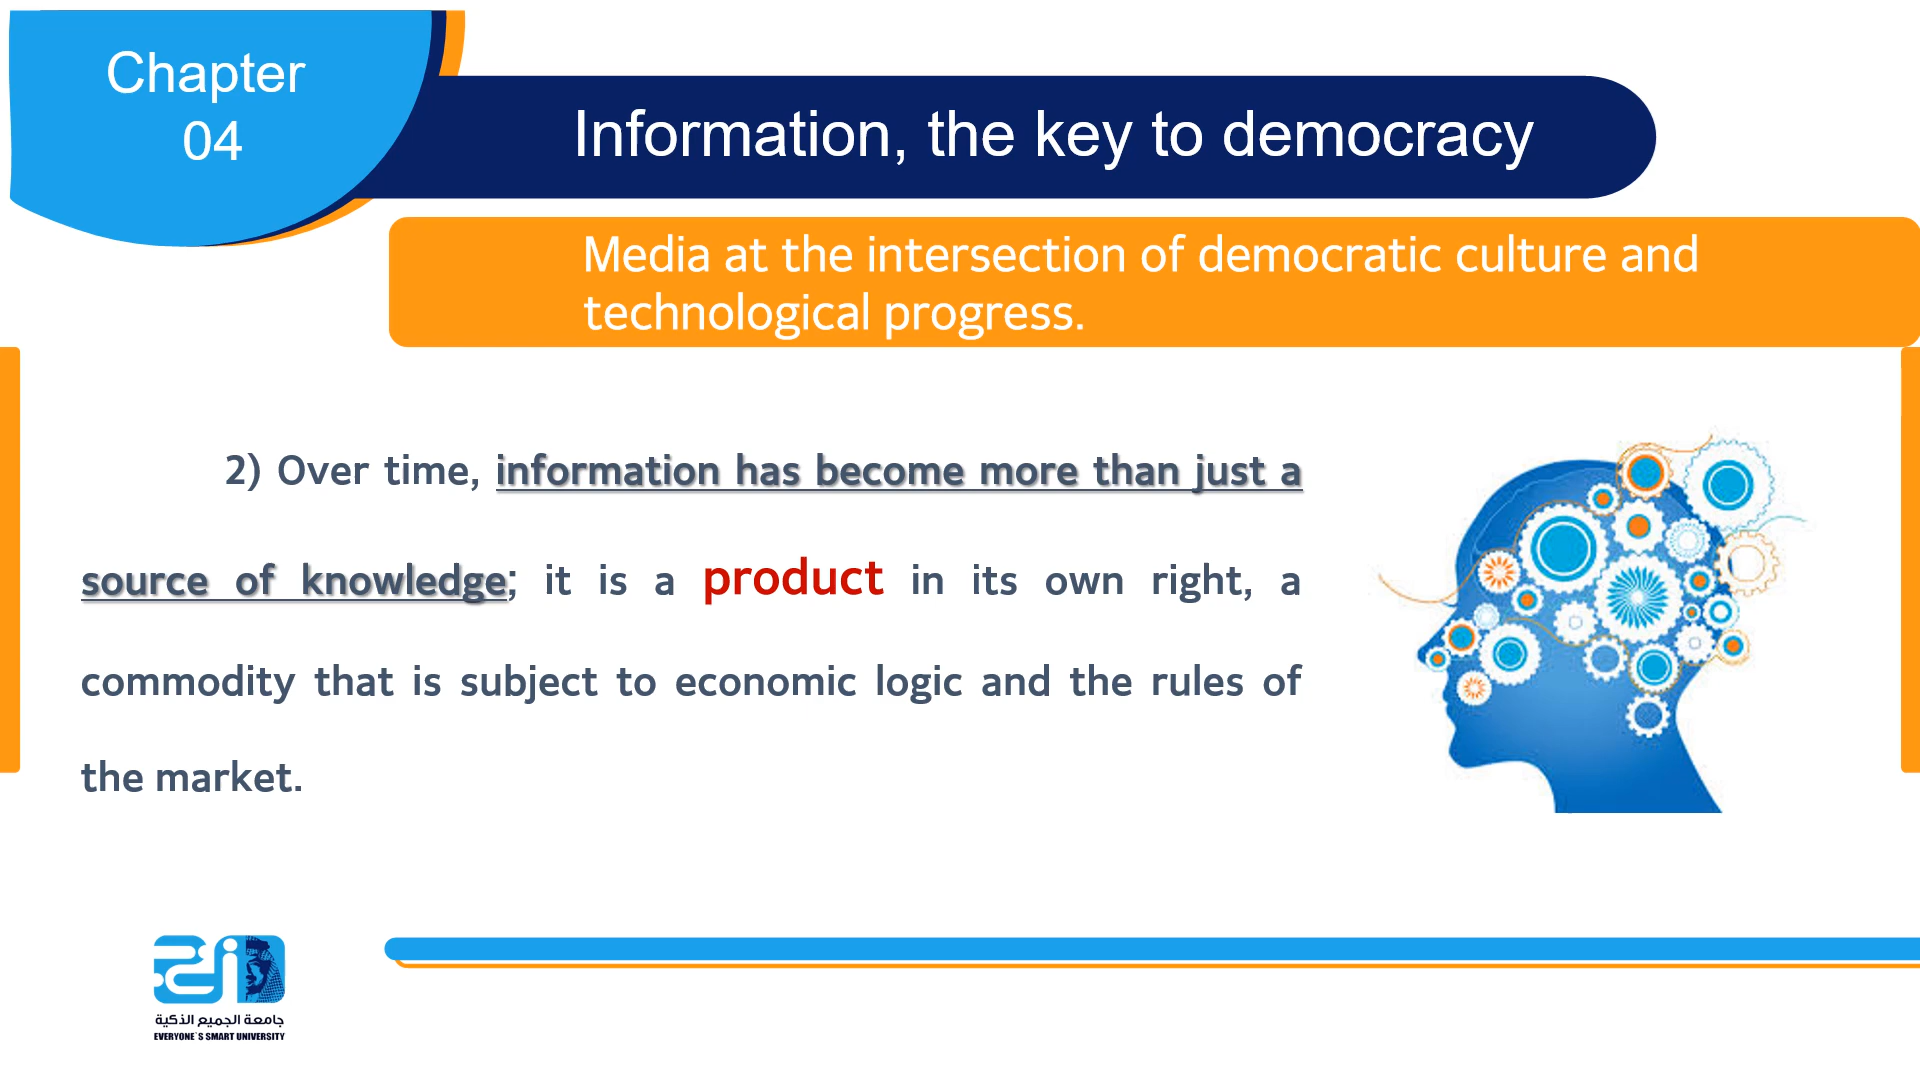 Chapter
04
Information, the key to democracy
Media at the intersection of democratic culture and
technological progress.
2) Over time, information has become more than just a
source of knowledge; it is a product in its own right, a
commodity that is subject to economic logic and the rules of
the market.
جامعة الجميع الذكية
EVERYONE`S SMART UNIVERSITY